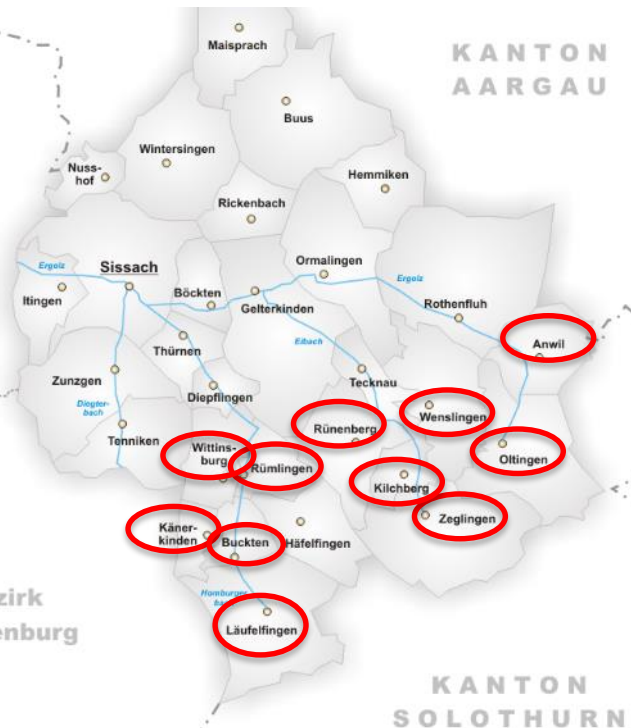 Maisprach
KANTON
AARGAU
Buus
Wintersingen
Nuss-
hof
Hemmiken
Rickenbach
Ormalingen
Ergolz
Sissach
Ergolz
Itingen
Böckten
Gelterkinden
Rothenfluh
Anwil
Thürnen
Eibach
Zunzgen
Tecknau
Diepflingen
Diegter-
bach
Wenslingen
Tenniken
Rünenberg
Wittins-
burg
Oltingen
Rümlingen
Kilchberg
Zeglingen
Käner-
kinden
Buckten
Häfelfingen
Homburger
zirk
enburg
Läufelfingen
KANTON
SOLOTHURN